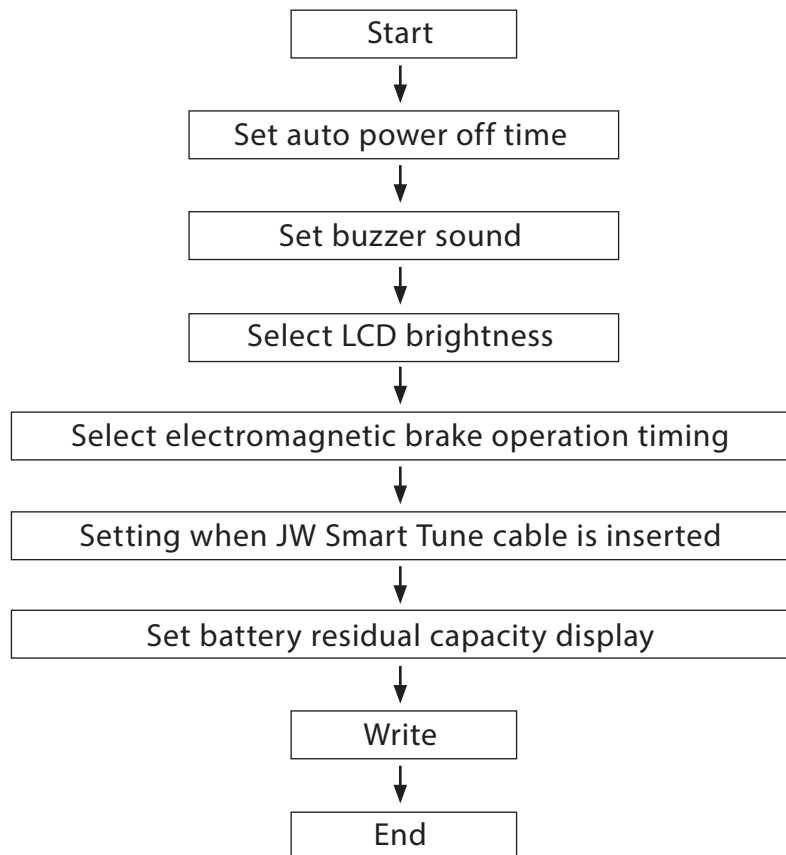 Start
Set auto power off time
Set buzzer sound
Select LCD brightness
Select electromagnetic brake operation timing
Setting when JW Smart Tune cable is inserted
Set battery residual capacity display
Write
End